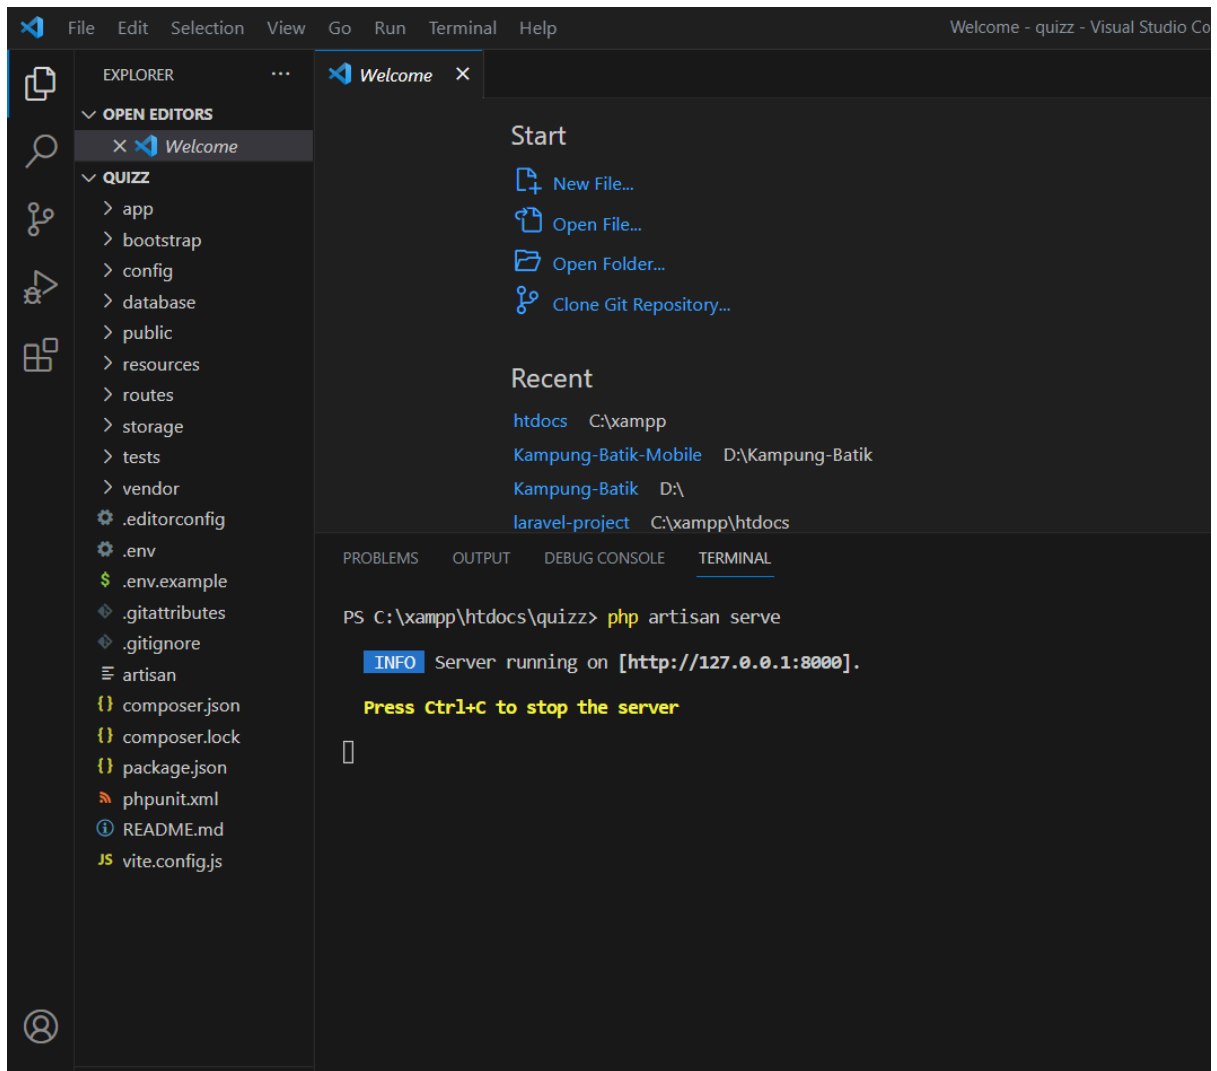 File Edit Selection View Go Run Terminal Help Welcome - quizz - Visual Studio Co
EXPLORER ···
OPEN EDITORS
Welcome
QUIZZ
app
bootstrap
config
database
public
resources
routes
storage
tests
vendor
.editorconfig
.env
$ .env.example
.gitattributes
.gitignore
artisan
{} composer.json
{} composer.lock
{} package.json
phpunit.xml
README.md
JS vite.config.js
Welcome
Start
New File...
Open File...
Open Folder...
Clone Git Repository...
Recent
htdocs C:\xampp
Kampung-Batik-Mobile D:\Kampung-Batik
Kampung-Batik D:\
laravel-project C:\xampp\htdocs
PROBLEMS OUTPUT DEBUG CONSOLE TERMINAL
PS C:\xampp\htdocs\quizz> php artisan serve
INFO Server running on [http://127.0.0.1:8000].
Press Ctrl+C to stop the server